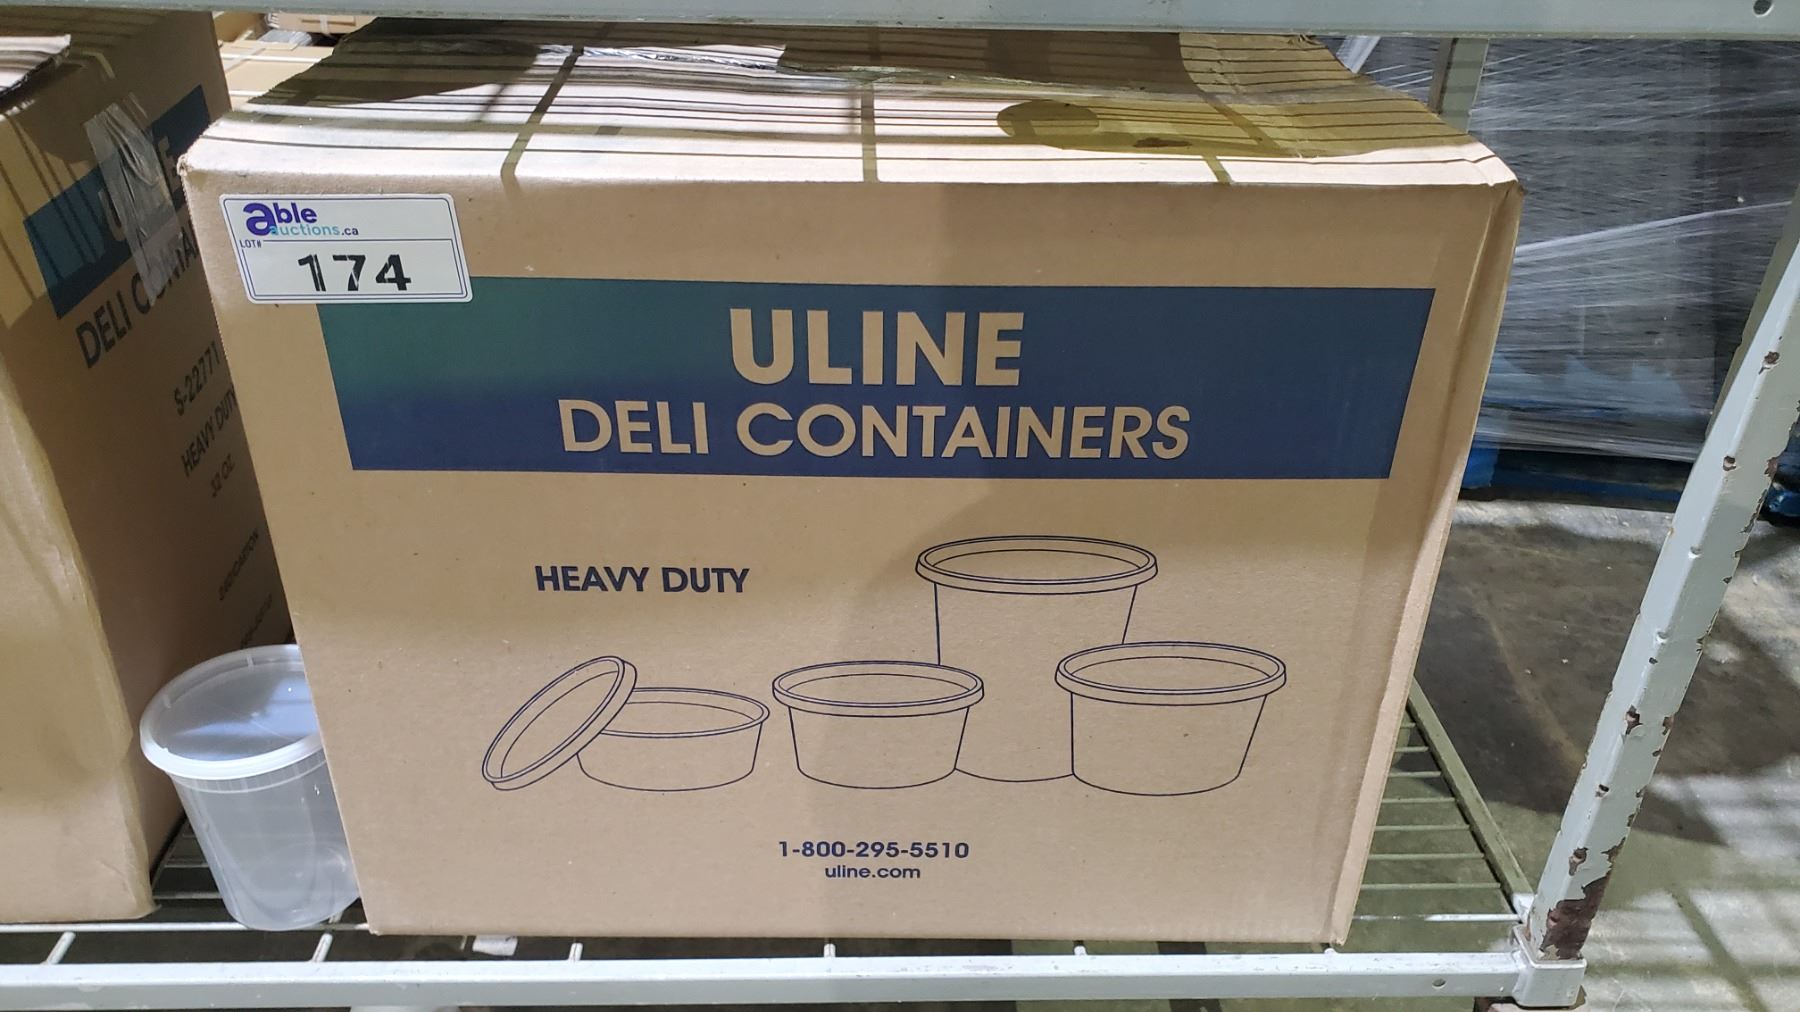 able
auctions.ca
LOT#
174
ULINE
DELI CONTAINERS
HEAVY DUTY
1-800-295-5510
uline.com
DELI
S-22771
HEAVY DUTY
32 OZ.